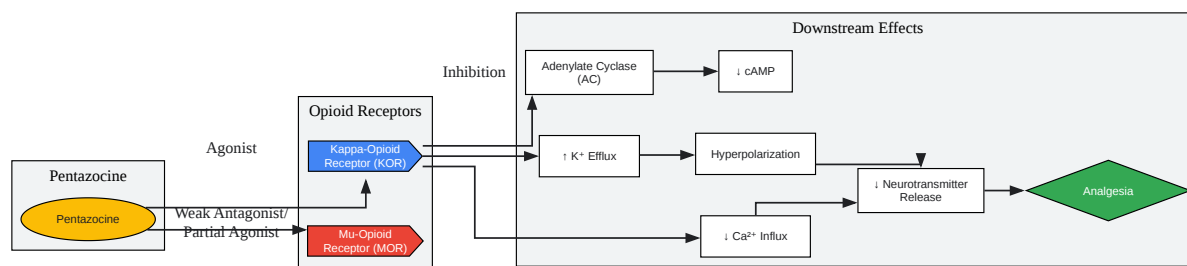 Downstream Effects
Inhibition
Adenylate Cyclase
(AC)
↓ cAMP
Opioid Receptors
Agonist
Kappa-Opioid
Receptor (KOR)
↑ K⁺ Efflux
Hyperpolarization
Pentazocine
Pentazocine
Weak Antagonist/
Partial Agonist
Mu-Opioid
Receptor (MOR)
↓ Ca²⁺ Influx
↓ Neurotransmitter
Release
Analgesia